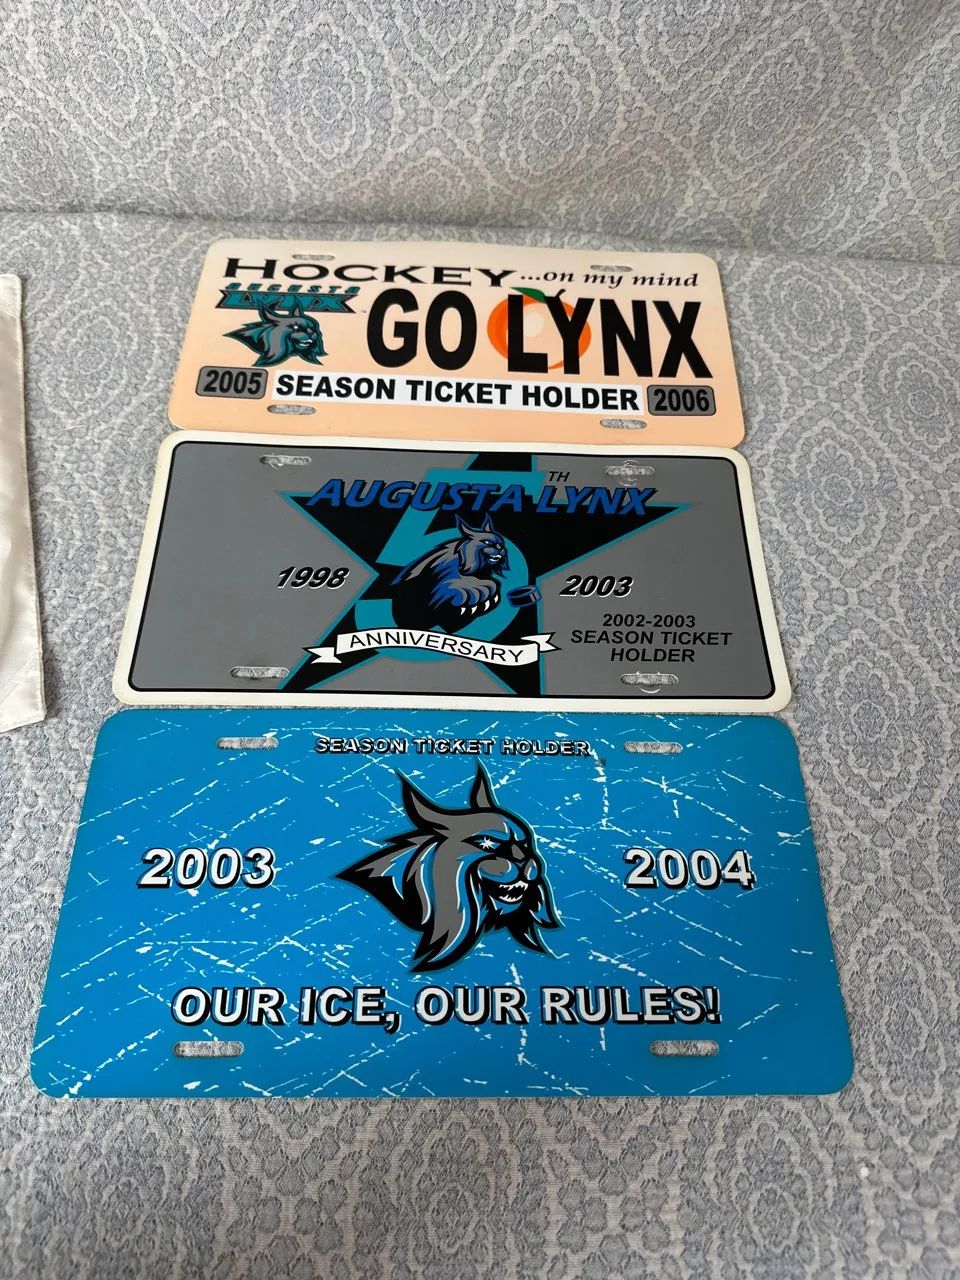 HOCKEY...on my mind
AUGUSTA
LYNX
GO LYNX
2005 SEASON TICKET HOLDER 2006
5TH
AUGUSTA LYNX
1998 2003
ANNIVERSARY
2002-2003
SEASON TICKET
HOLDER
SEASON TICKET HOLDER
2003 2004
OUR ICE, OUR RULES!